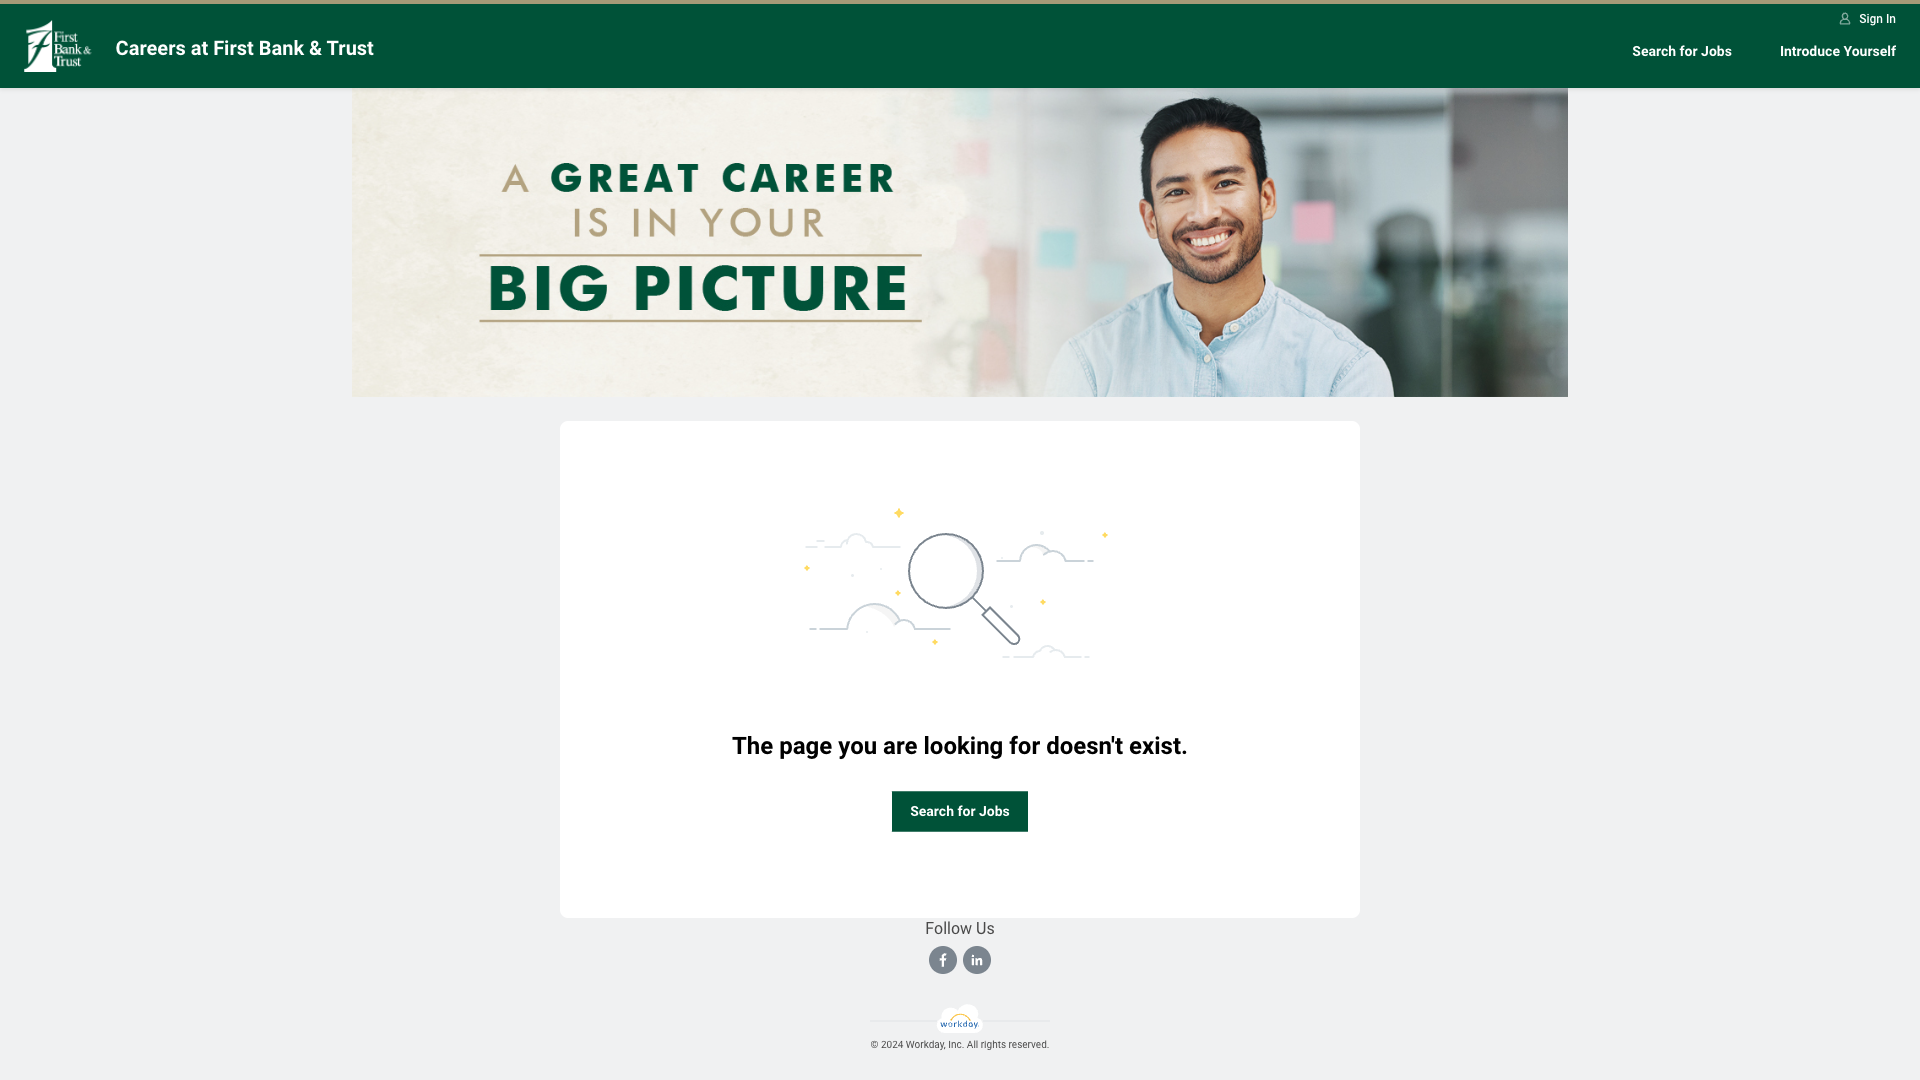 Sign In
First
Bank &
Trust
Careers at First Bank & Trust
Search for Jobs
Introduce Yourself
A GREAT CAREER
IS IN YOUR
BIG PICTURE
The page you are looking for doesn't exist.
Search for Jobs
Follow Us
f
in
workday.
© 2024 Workday, Inc. All rights reserved.